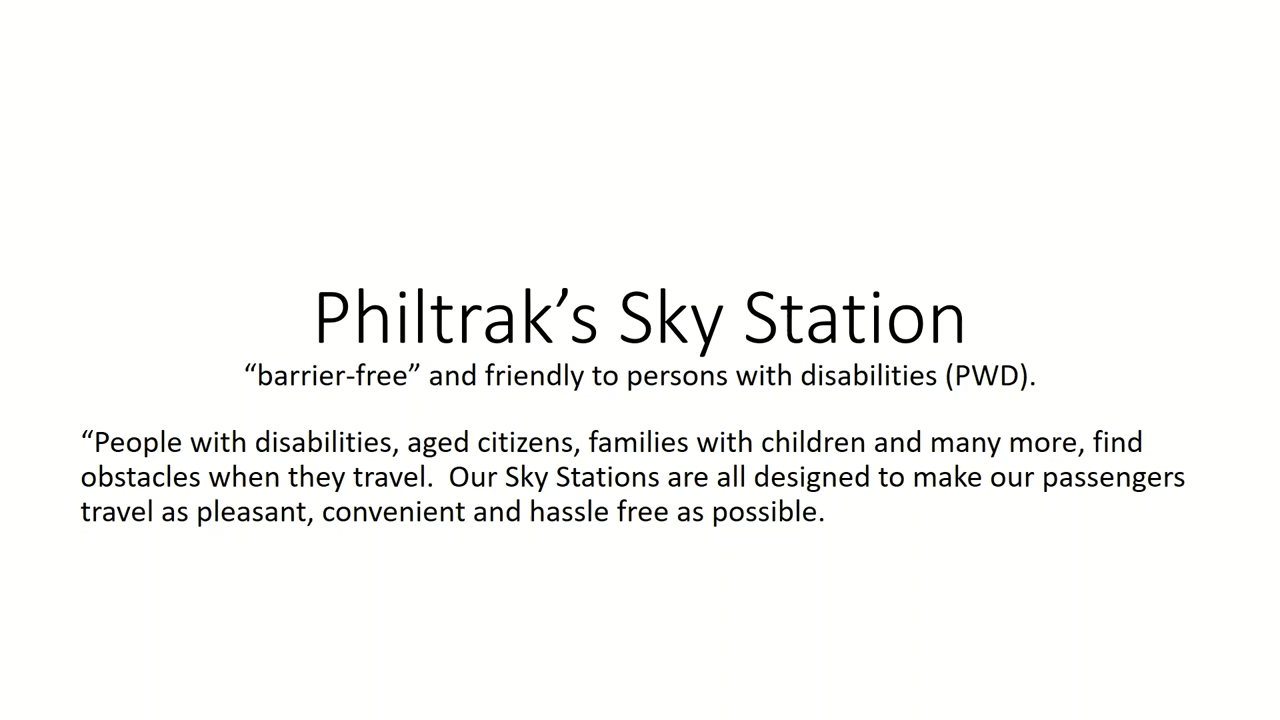 Philtrak’s Sky Station
“barrier-free” and friendly to persons with disabilities (PWD).
“People with disabilities, aged citizens, families with children and many more, find
obstacles when they travel.  Our Sky Stations are all designed to make our passengers
travel as pleasant, convenient and hassle free as possible.